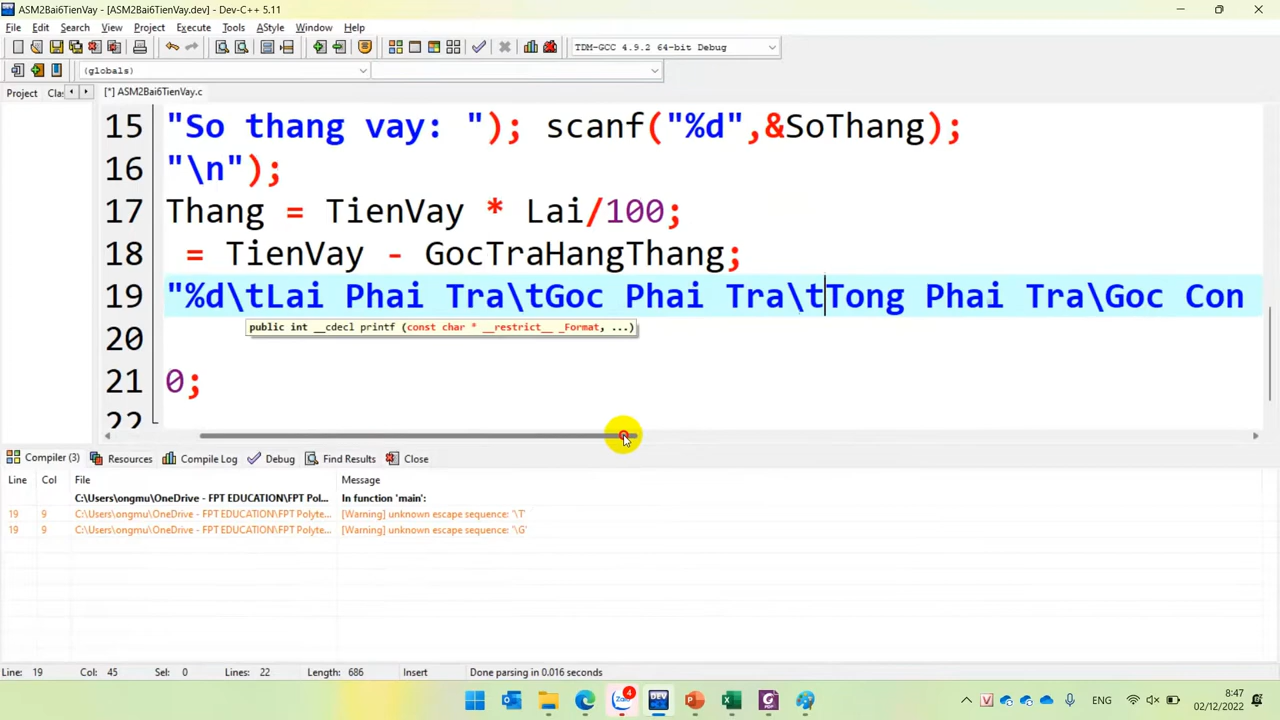 ASM2Bai6TienVay - [ASM2Bai6TienVay.dev] - Dev-C++ 5.11
File Edit Search View Project Execute Tools AStyle Window Help
TDM-GCC 4.9.2 64-bit Debug
(globals)
Project Cla: [*] ASM2Bai6TienVay.c
15 "So thang vay: "); scanf("%d",&SoThang);
16 "\n");
17 Thang = TienVay * Lai/100;
18 = TienVay - GocTraHangThang;
19 "%d\tLai Phai Tra\tGoc Phai Tra\tTong Phai Tra\Goc Con
public int __cdecl printf (const char * __restrict__ _Format, ...)
20
21 0;
22
Compiler (3) Resources Compile Log Debug Find Results Close
Line Col File Message
C:\Users\ongmu\OneDrive - FPT EDUCATION\FPT Pol... In function 'main':
19 9 C:\Users\ongmu\OneDrive - FPT EDUCATION\FPT Polyte... [Warning] unknown escape sequence: '\T'
19 9 C:\Users\ongmu\OneDrive - FPT EDUCATION\FPT Polyte... [Warning] unknown escape sequence: '\G'
Line: 19 Col: 45 Sel: 0 Lines: 22 Length: 686 Insert Done parsing in 0.016 seconds
Zalo 4 DEV V ENG 8:47
02/12/2022